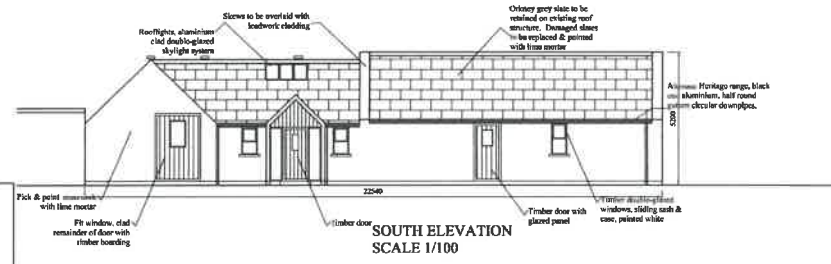 Skews to be overlaid with
leadwork cladding
Rooflights, aluminium
clad double-glazed
skylight system
Orkney grey slate to be
retained on existing roof
structure. Damaged slates
to be replaced & pointed
with lime mortar
Heritage range, black
aluminium, half round
circular downpipes.
5200
22540
Pick & point
with lime mortar
Fit window, clad
remainder of door with
timber boarding
timber door
Timber door with
glazed panel
Timber double-glazed
windows, sliding sash &
case, painted white
SOUTH ELEVATION
SCALE 1/100